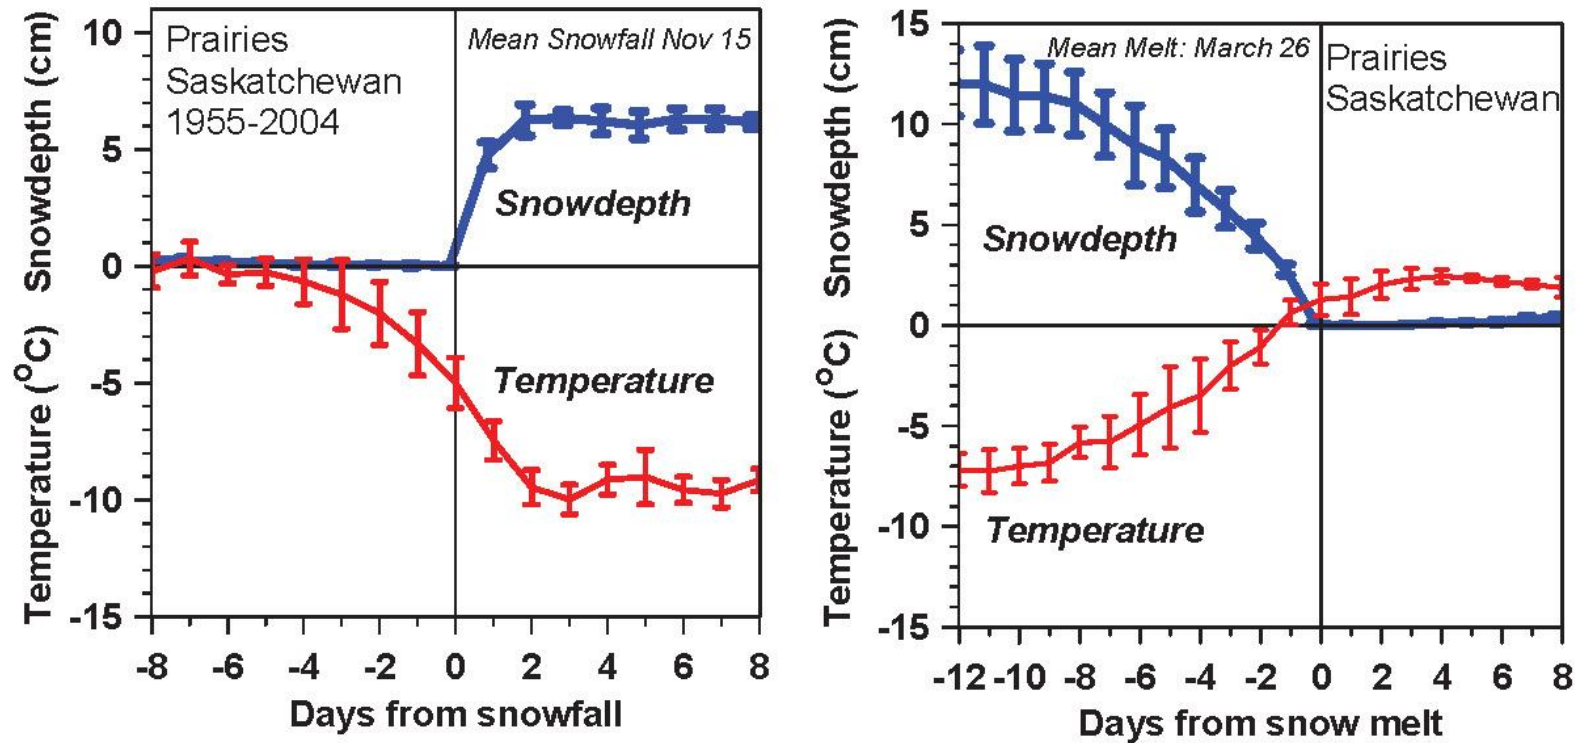 Prairies
Saskatchewan
1955-2004
Mean Snowfall Nov 15
Snowdepth
Temperature
Temperature (°C) Snowdepth (cm)
10
5
0
-5
-10
-15
-8 -6 -4 -2 0 2 4 6 8
Days from snowfall
Mean Melt: March 26
Prairies
Saskatchewan
Snowdepth
Temperature
Temperature (°C) Snowdepth (cm)
15
10
5
0
-5
-10
-15
-12 -10 -8 -6 -4 -2 0 2 4 6 8
Days from snow melt